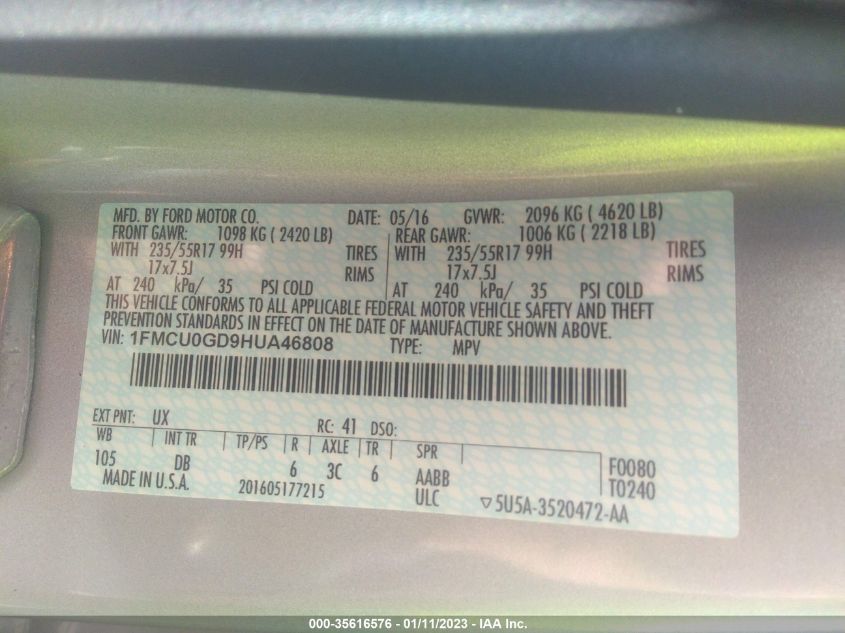 MFD. BY FORD MOTOR CO. DATE: 05/16 GVWR: 2096 KG ( 4620 LB)
FRONT GAWR: 1098 KG ( 2420 LB) REAR GAWR: 1006 KG ( 2218 LB)
WITH 235/55R17 99H TIRES WITH 235/55R17 99H TIRES
17x7.5J RIMS 17x7.5J RIMS
AT 240 kPa/ 35 PSI COLD AT 240 kPa/ 35 PSI COLD
THIS VEHICLE CONFORMS TO ALL APPLICABLE FEDERAL MOTOR VEHICLE SAFETY AND THEFT
PREVENTION STANDARDS IN EFFECT ON THE DATE OF MANUFACTURE SHOWN ABOVE.
VIN: 1FMCU0GD9HUA46808 TYPE: MPV
EXT PNT: UX RC: 41 DSO:
WB INT TR TP/PS R AXLE TR SPR
105 DB 6 3C 6 AABB F0080
MADE IN U.S.A. 201605177215 ULC T0240
▽5U5A-3520472-AA
000-35616576 - 01/11/2023 - IAA Inc.